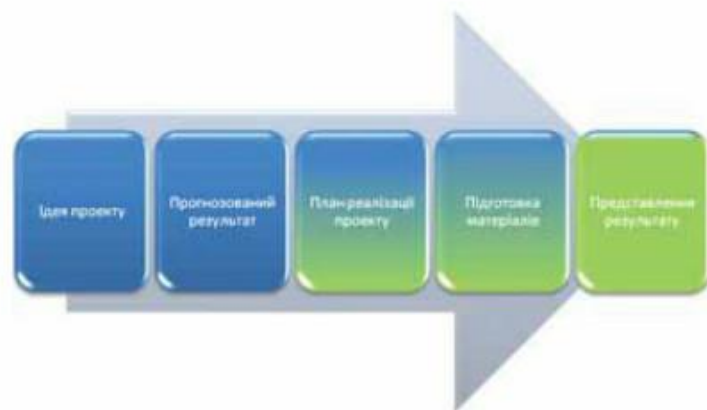 Ідея проекту
Прогнозований
результат
План реалізації
проекту
Підготовка
матеріалів
Представлення
результату